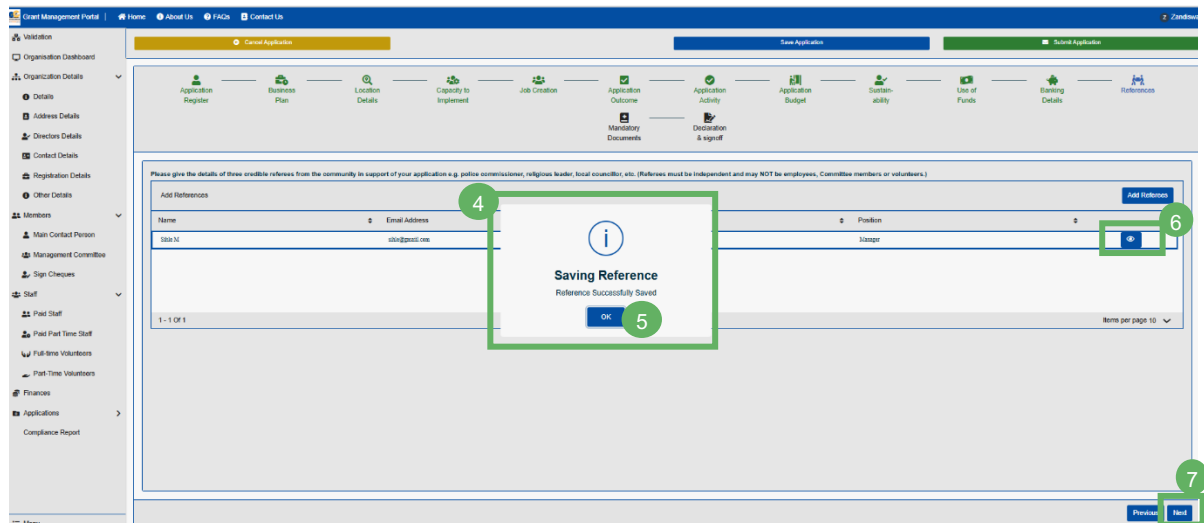 Grant Management Portal | Home About Us FAQs Contact Us Zandiswa
Validation
Organisation Dashboard
Organization Details
Details
Address Details
Directors Details
Contact Details
Registration Details
Other Details
Members
Main Contact Person
Management Committee
Sign Cheques
Staff
Paid Staff
Paid Part Time Staff
Full-time Volunteers
Part-Time Volunteers
Finances
Applications
Compliance Report
Menu
Cancel Application Save Application Submit Application
Application Register
Business Plan
Location Details
Capacity to Implement
Job Creation
Application Outcome
Application Activity
Application Budget
Sustain-ability
Use of Funds
Banking Details
References
Mandatory Documents
Declaration & signoff
Please give the details of three credible referees from the community in support of your application e.g. police commissioner, religious leader, local councillor, etc. (Referees must be independent and may NOT be employees, Committee members or volunteers.)
Add References Add Referees
Name Email Address Position
Sihle M sihle@gmail.com Manager
4
i
Saving Reference
Reference Successfully Saved
OK 5
6
1 - 1 Of 1 Items per page 10
7
Previous Next